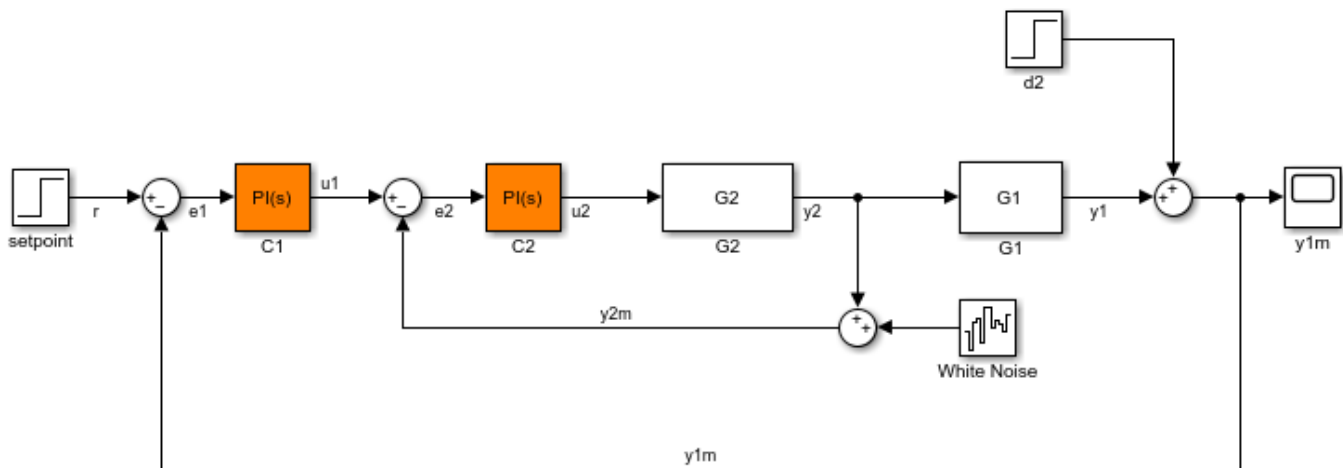 d2
+
+
+
−
PI(s)
u1
+
−
PI(s)
G2
G1
r
e1
e2
u2
y2
y1
setpoint
C1
C2
G2
G1
y1m
+
+
y2m
White Noise
y1m